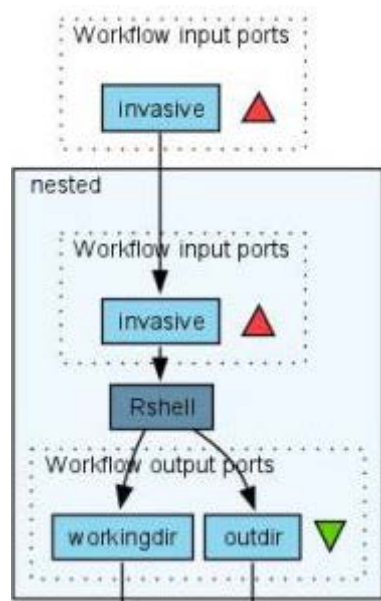 Workflow input ports
invasive
nested
Workflow input ports
invasive
Rshell
Workflow output ports
workingdir outdir